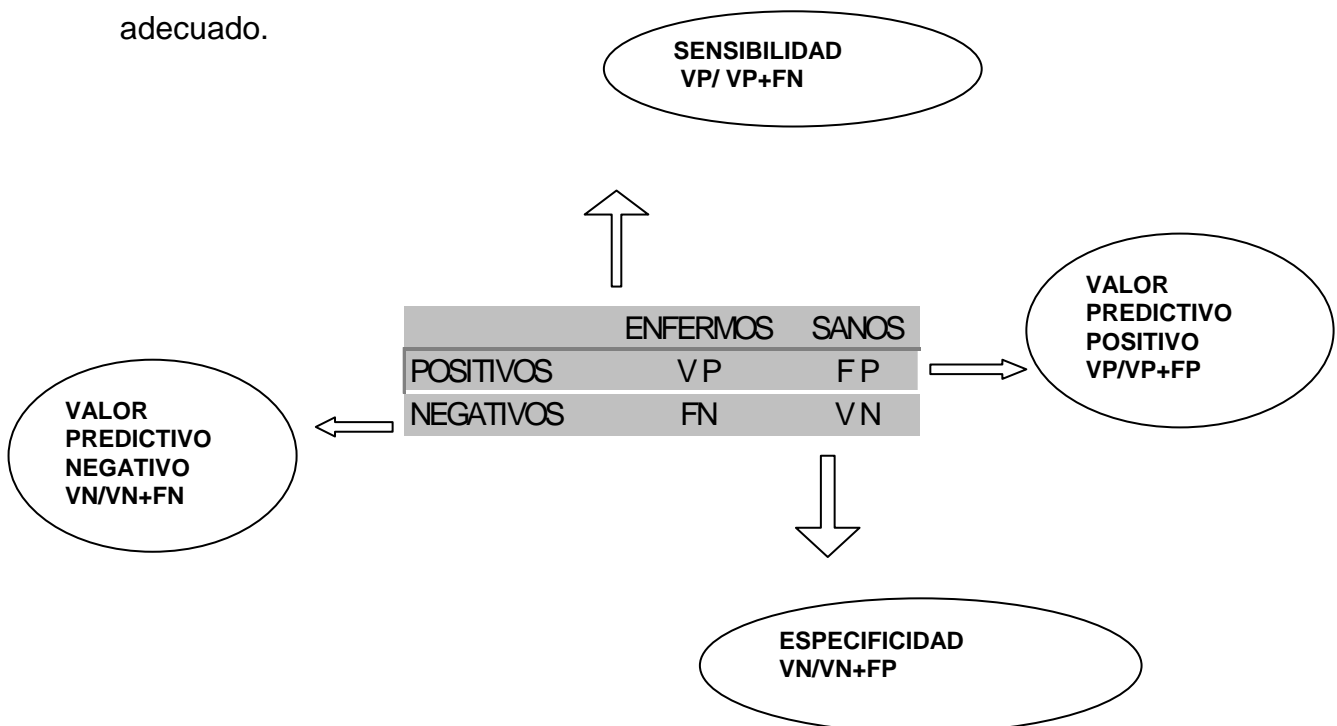 adecuado.
SENSIBILIDAD
VP/ VP+FN
VALOR
PREDICTIVO
POSITIVO
VP/VP+FP
ENFERMOS SANOS
POSITIVOS VP FP
NEGATIVOS FN VN
VALOR
PREDICTIVO
NEGATIVO
VN/VN+FN
ESPECIFICIDAD
VN/VN+FP